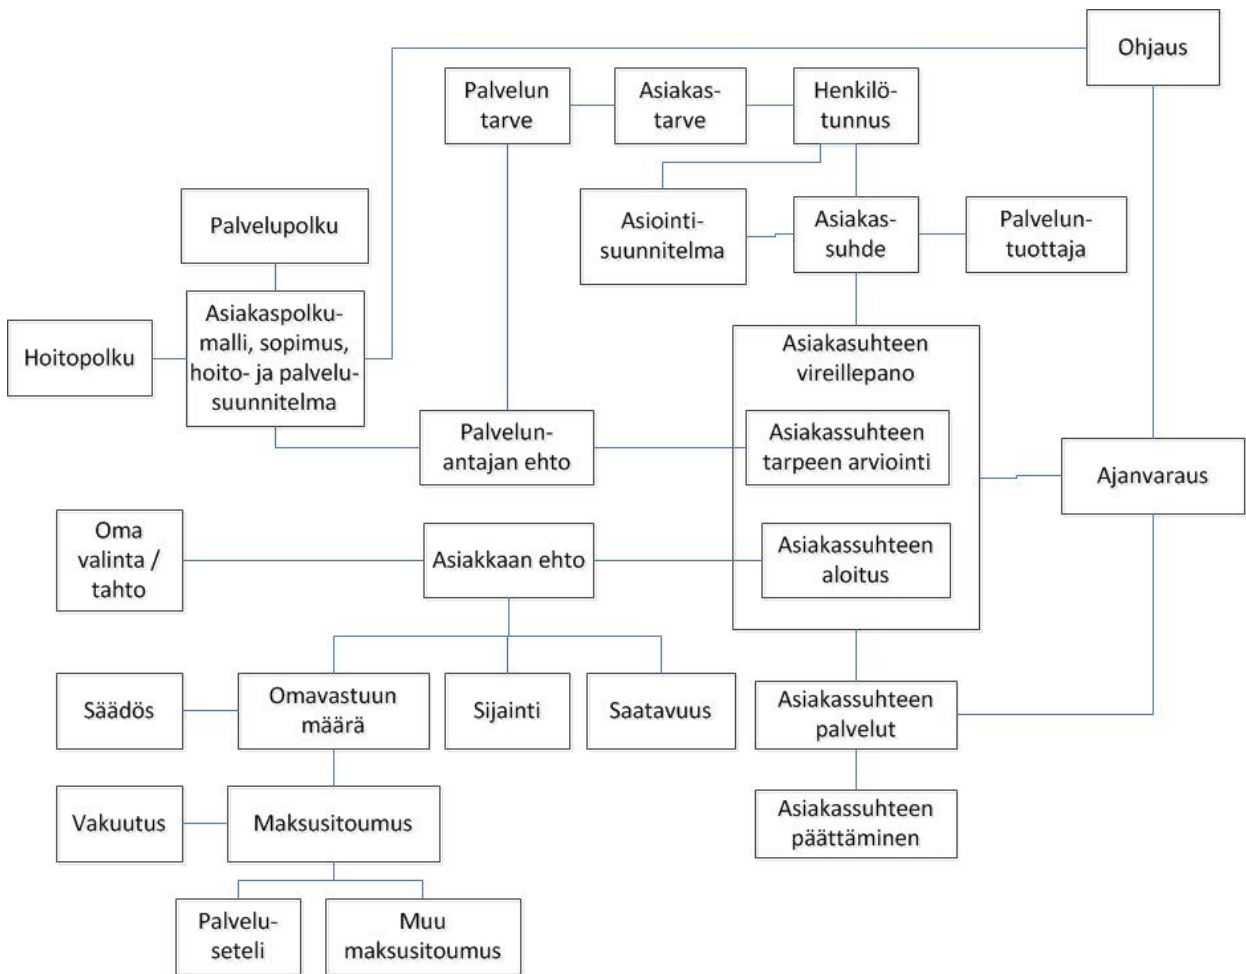 Ohjaus
Palvelun
tarve
Asiakas-
tarve
Henkilö-
tunnus
Palvelupolku
Asiointi-
suunnitelma
Asiakas-
suhde
Palvelun-
tuottaja
Hoitopolku
Asiakaspolku-
malli, sopimus,
hoito- ja palvelu-
suunnitelma
Asiakasuhteen
vireillepano
Palvelun-
antajan ehto
Asiakassuhteen
tarpeen arviointi
Ajanvaraus
Oma
valinta /
tahto
Asiakkaan ehto
Asiakassuhteen
aloitus
Säädös
Omavastuun
määrä
Sijainti
Saatavuus
Asiakassuhteen
palvelut
Vakuutus
Maksusitoumus
Asiakassuhteen
päättäminen
Palvelu-
seteli
Muu
maksusitoumus